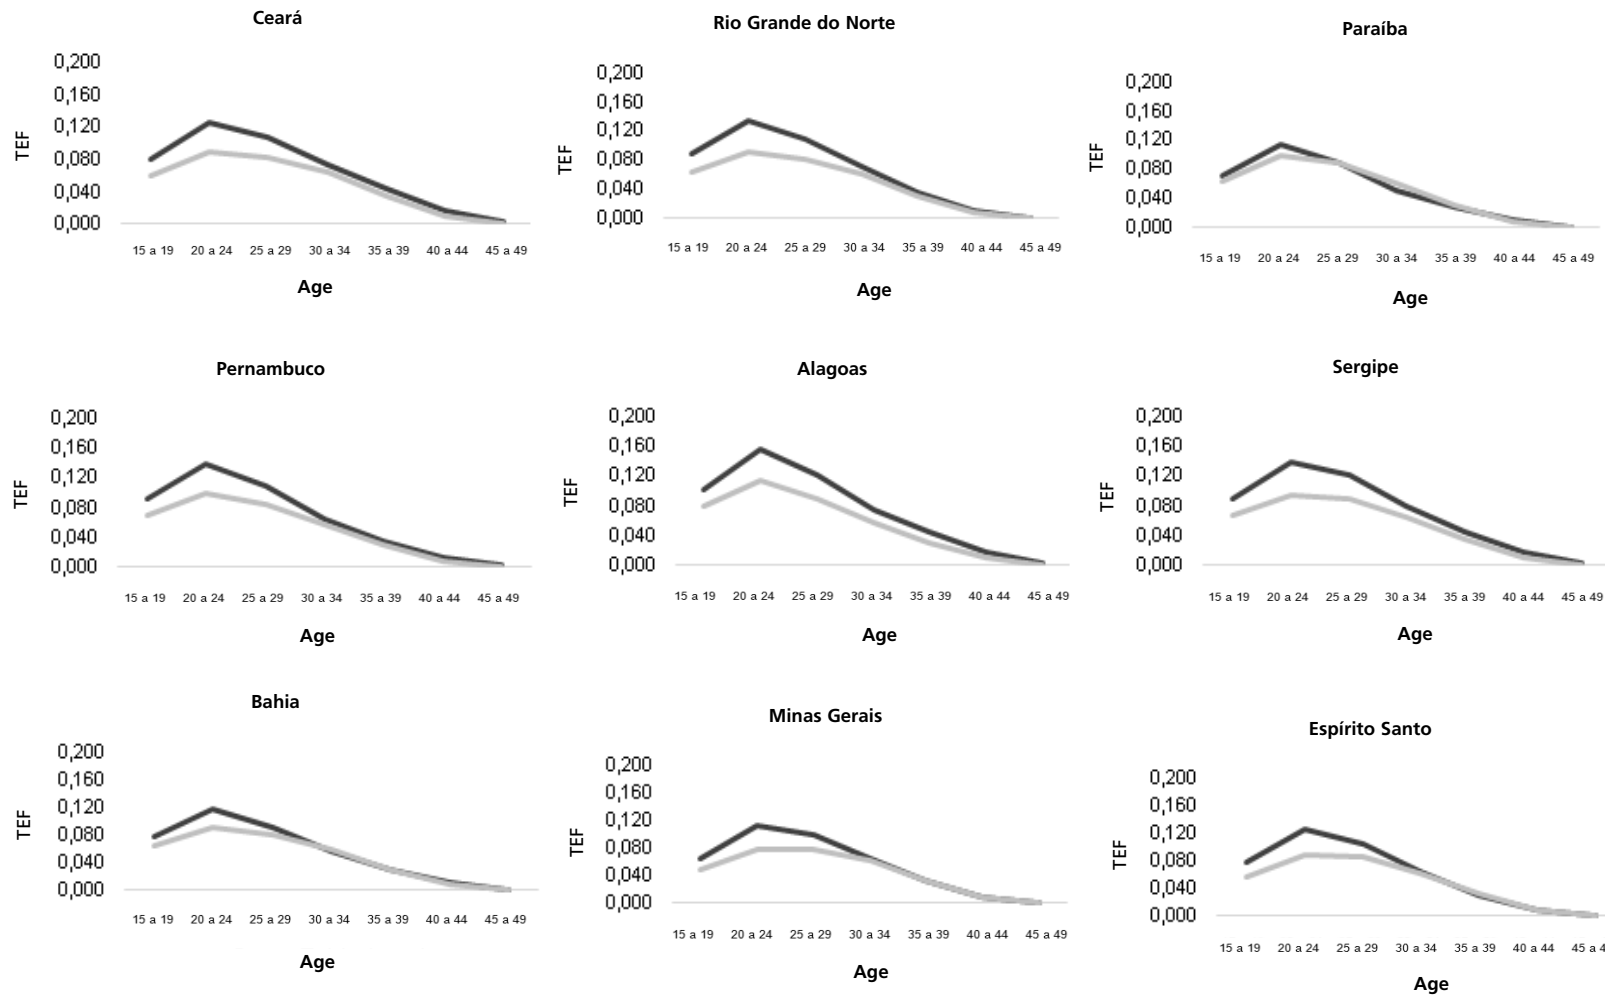 Ceará
0,200
0,160
0,120
0,080
0,040
0,000
TEF
15 a 19 20 a 24 25 a 29 30 a 34 35 a 39 40 a 44 45 a 49
Age
Rio Grande do Norte
0,200
0,160
0,120
0,080
0,040
0,000
TEF
15 a 19 20 a 24 25 a 29 30 a 34 35 a 39 40 a 44 45 a 49
Age
Paraíba
0,200
0,160
0,120
0,080
0,040
0,000
TEF
15 a 19 20 a 24 25 a 29 30 a 34 35 a 39 40 a 44 45 a 49
Age
Pernambuco
0,200
0,160
0,120
0,080
0,040
0,000
TEF
15 a 19 20 a 24 25 a 29 30 a 34 35 a 39 40 a 44 45 a 49
Age
Alagoas
0,200
0,160
0,120
0,080
0,040
0,000
TEF
15 a 19 20 a 24 25 a 29 30 a 34 35 a 39 40 a 44 45 a 49
Age
Sergipe
0,200
0,160
0,120
0,080
0,040
0,000
TEF
15 a 19 20 a 24 25 a 29 30 a 34 35 a 39 40 a 44 45 a 49
Age
Bahia
0,200
0,160
0,120
0,080
0,040
0,000
TEF
15 a 19 20 a 24 25 a 29 30 a 34 35 a 39 40 a 44 45 a 49
Age
Minas Gerais
0,200
0,160
0,120
0,080
0,040
0,000
TEF
15 a 19 20 a 24 25 a 29 30 a 34 35 a 39 40 a 44 45 a 49
Age
Espírito Santo
0,200
0,160
0,120
0,080
0,040
0,000
TEF
15 a 19 20 a 24 25 a 29 30 a 34 35 a 39 40 a 44 45 a 4
Age